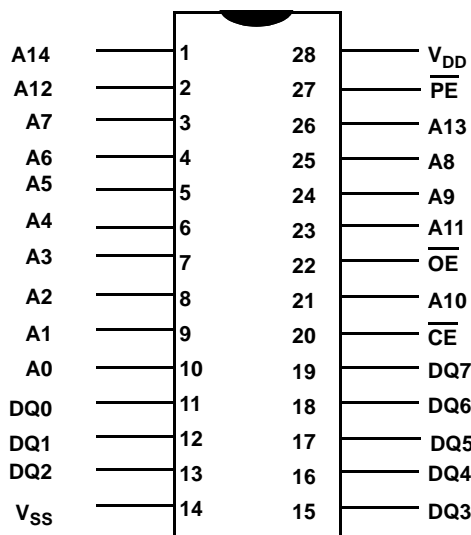 A14 1 28 VDD
A12 2 27 PE
A7 3 26 A13
A6 4 25 A8
A5 5 24 A9
A4 6 23 A11
A3 7 22 OE
A2 8 21 A10
A1 9 20 CE
A0 10 19 DQ7
DQ0 11 18 DQ6
DQ1 12 17 DQ5
DQ2 13 16 DQ4
VSS 14 15 DQ3